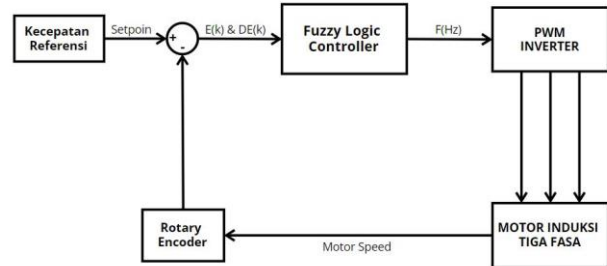 Kecepatan
Referensi
Setpoin
+
-
E(k) & DE(k)
Fuzzy Logic
Controller
F(Hz)
PWM
INVERTER
Rotary
Encoder
Motor Speed
MOTOR INDUKSI
TIGA FASA